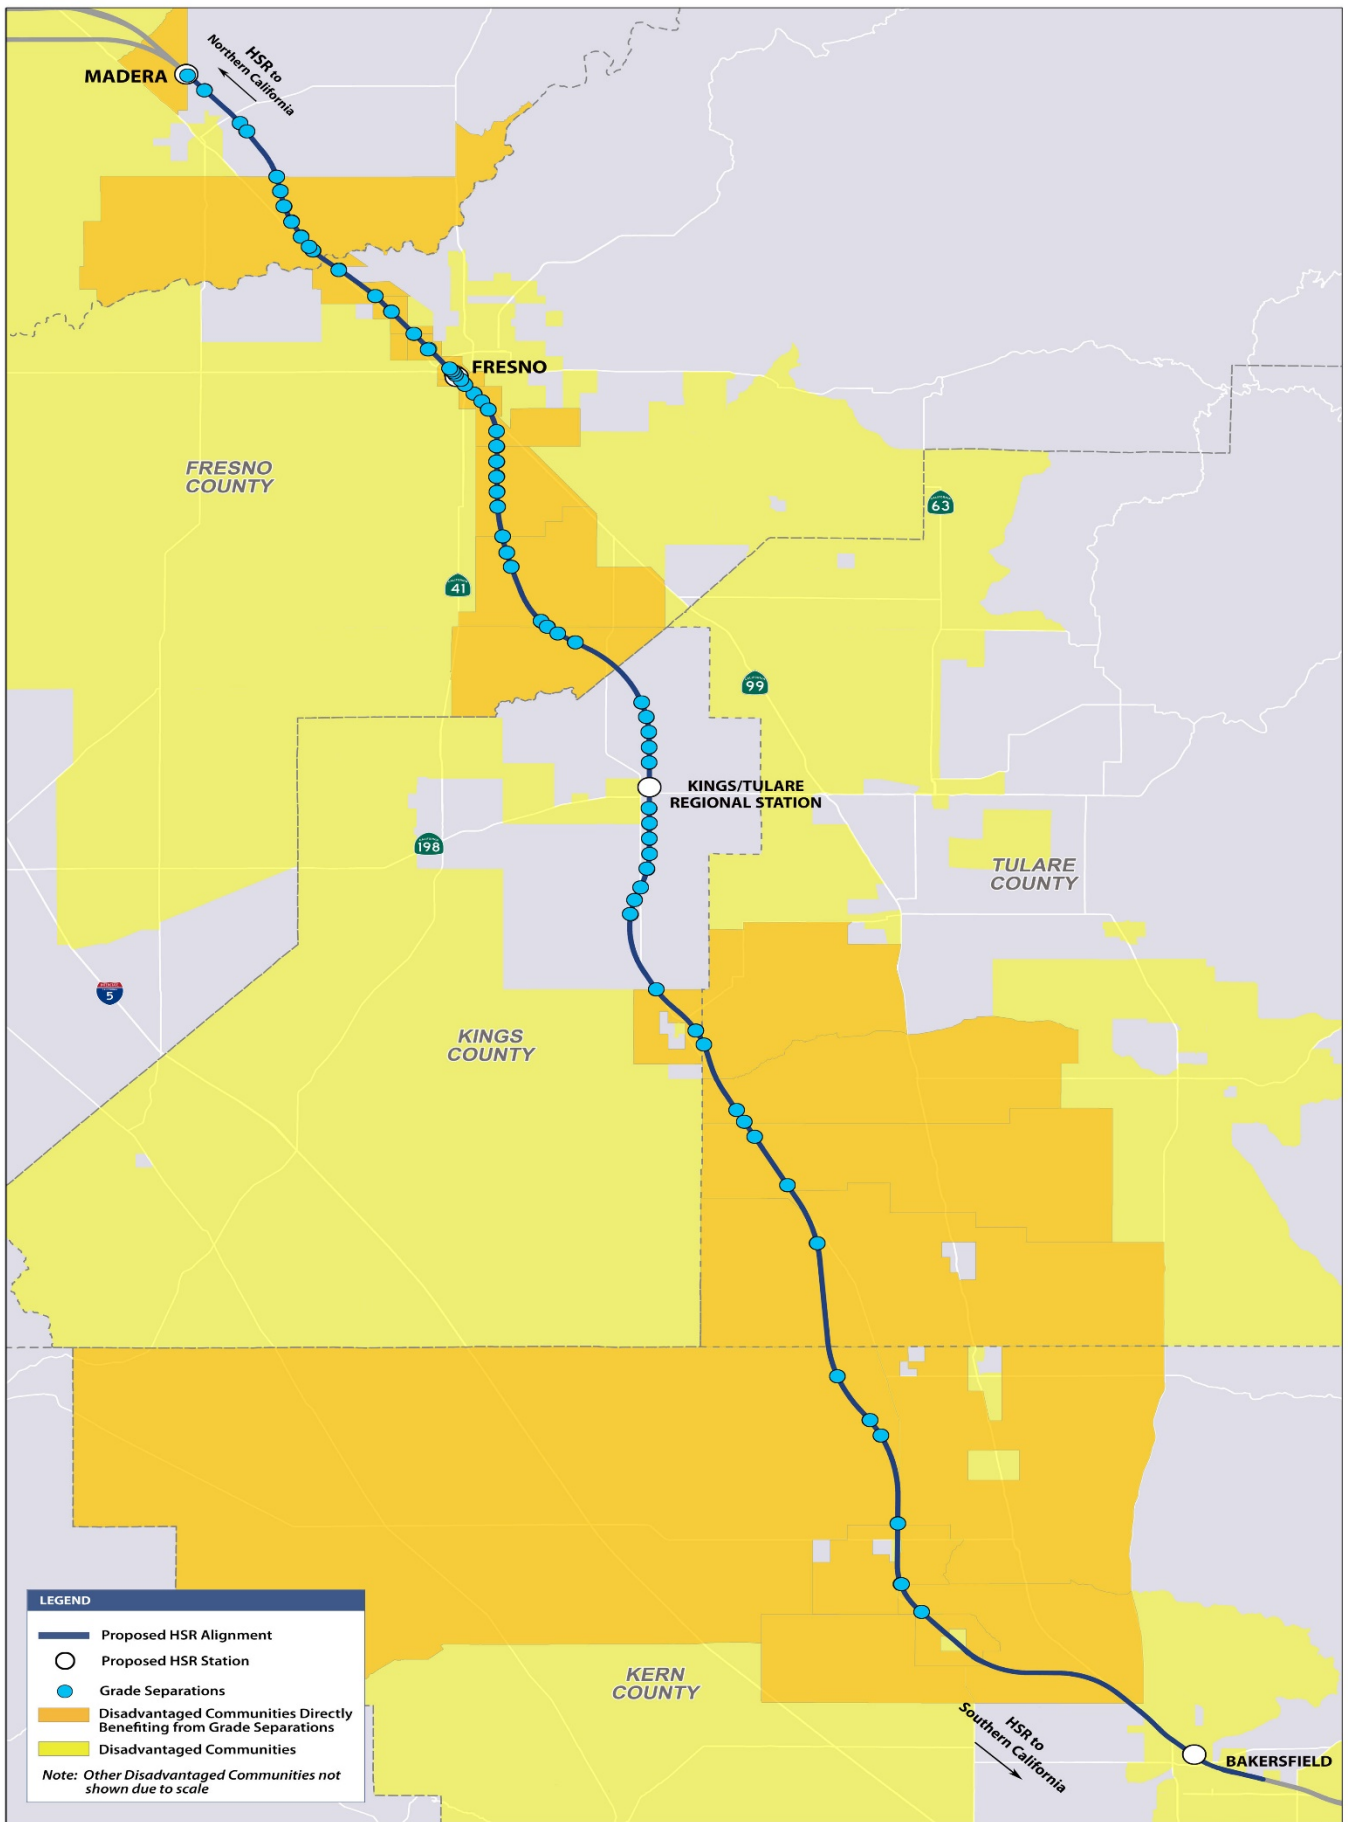 MADERA
HSR to
Northern California
FRESNO
FRESNO
COUNTY
63
41
99
KINGS/TULARE
REGIONAL STATION
198
TULARE
COUNTY
5
KINGS
COUNTY
LEGEND
Proposed HSR Alignment
Proposed HSR Station
Grade Separations
Disadvantaged Communities Directly
Benefiting from Grade Separations
Disadvantaged Communities
Note: Other Disadvantaged Communities not
shown due to scale
KERN
COUNTY
HSR to
Southern California
BAKERSFIELD